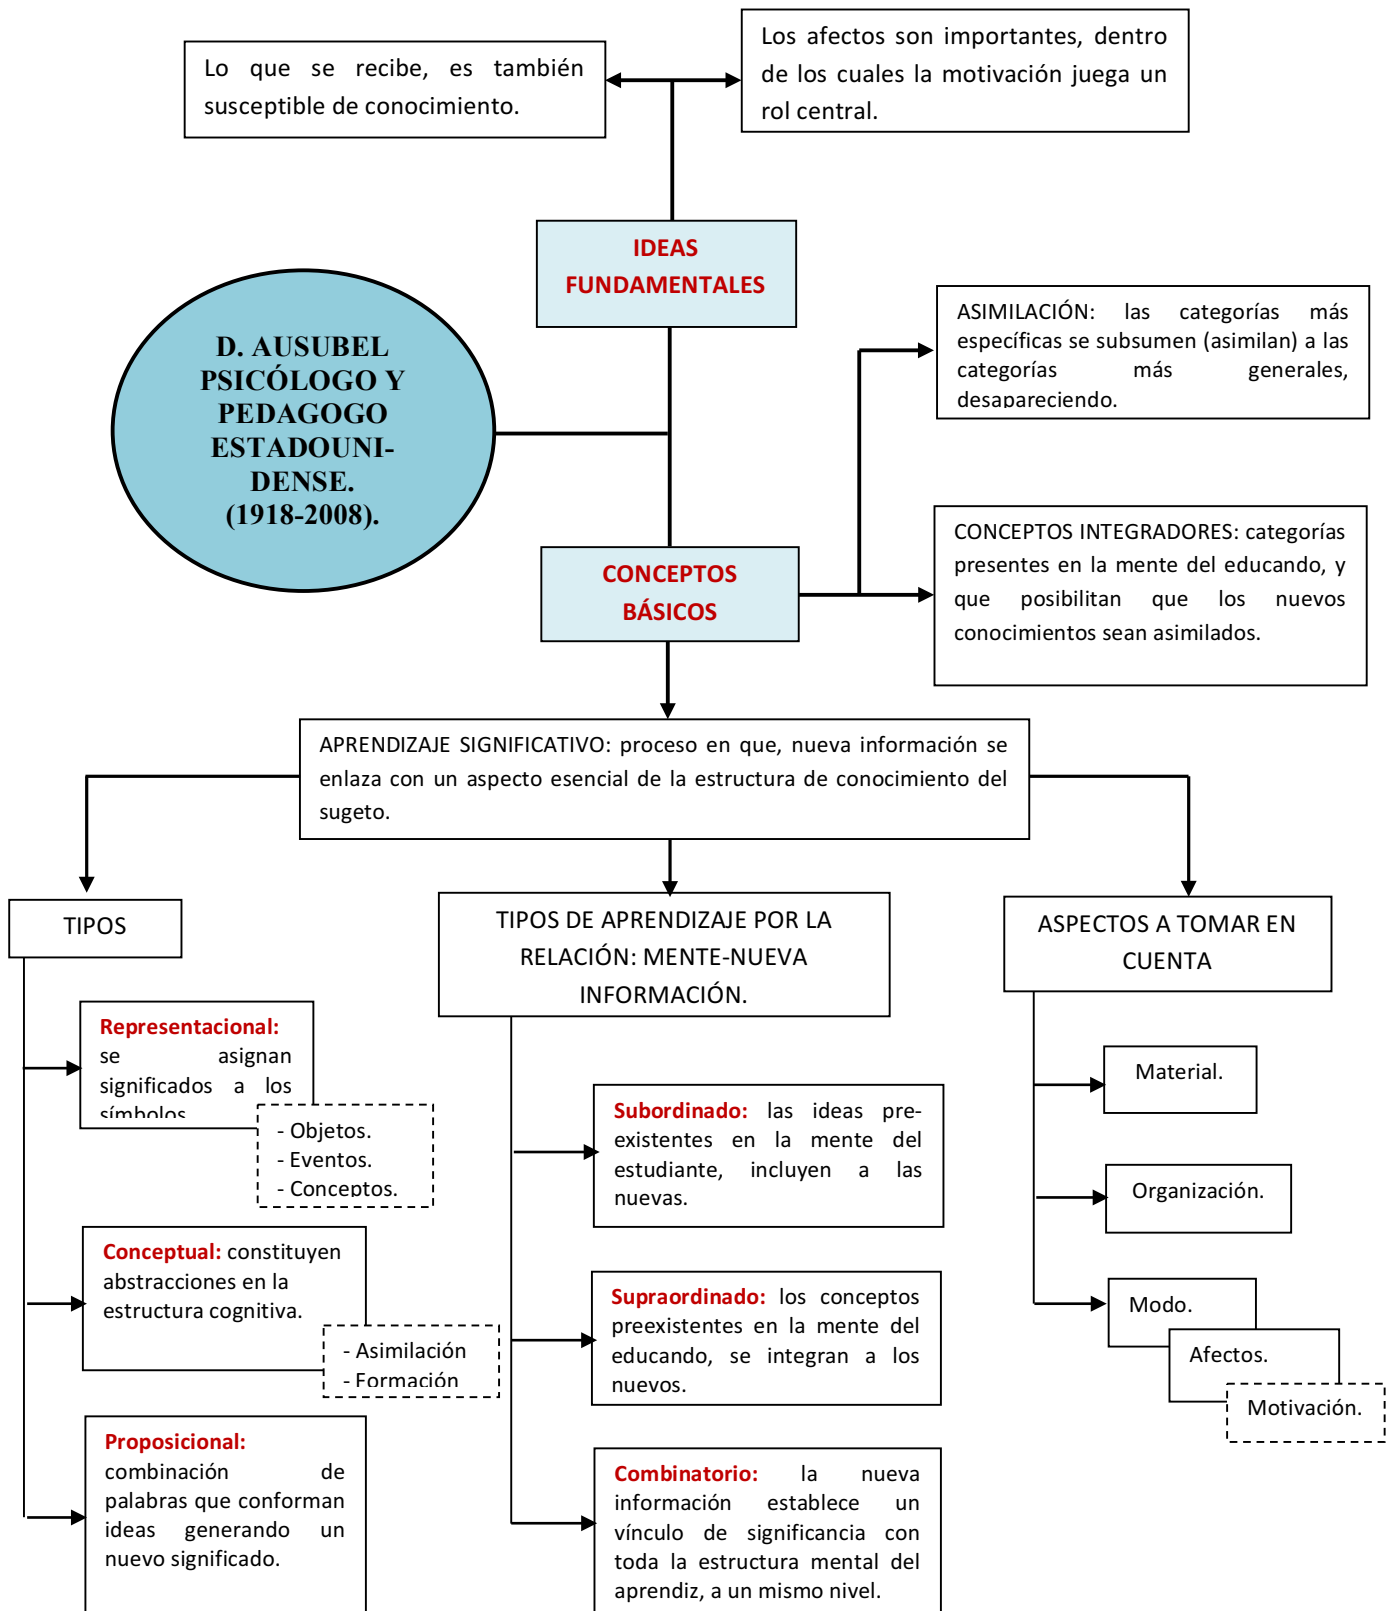 Lo que se recibe, es también
susceptible de conocimiento.
Los afectos son importantes, dentro
de los cuales la motivación juega un
rol central.
IDEAS
FUNDAMENTALES
D. AUSUBEL
PSICÓLOGO Y
PEDAGOGO
ESTADOUNI-
DENSE.
(1918-2008).
ASIMILACIÓN: las categorías más
específicas se subsumen (asimilan) a las
categorías más generales,
desapareciendo.
CONCEPTOS
BÁSICOS
CONCEPTOS INTEGRADORES: categorías
presentes en la mente del educando, y
que posibilitan que los nuevos
conocimientos sean asimilados.
APRENDIZAJE SIGNIFICATIVO: proceso en que, nueva información se
enlaza con un aspecto esencial de la estructura de conocimiento del
sugeto.
TIPOS
Representacional:
se asignan
significados a los
símbolos
- Objetos.
- Eventos.
- Conceptos.
Conceptual: constituyen
abstracciones en la
estructura cognitiva.
- Asimilación
- Formación
Proposicional:
combinación de
palabras que conforman
ideas generando un
nuevo significado.
TIPOS DE APRENDIZAJE POR LA
RELACIÓN: MENTE-NUEVA
INFORMACIÓN.
Subordinado: las ideas pre-
existentes en la mente del
estudiante, incluyen a las
nuevas.
Supraordinado: los conceptos
preexistentes en la mente del
educando, se integran a los
nuevos.
Combinatorio: la nueva
información establece un
vínculo de significancia con
toda la estructura mental del
aprendiz, a un mismo nivel.
ASPECTOS A TOMAR EN
CUENTA
Material.
Organización.
Modo.
Afectos.
Motivación.